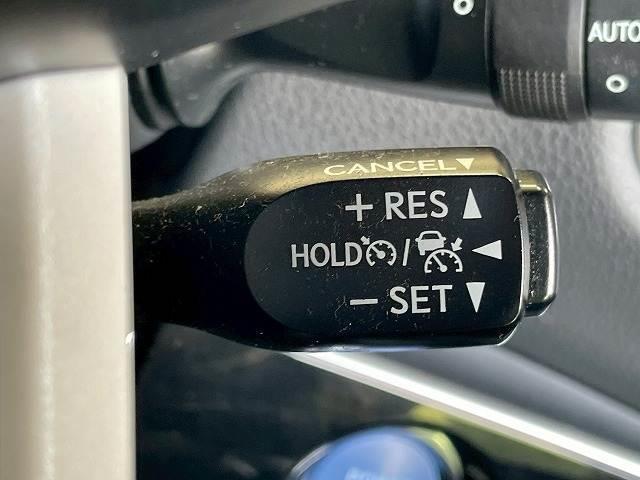 AUTO
CANCEL▼
+ RES ▲
HOLD / ◀
− SET ▼